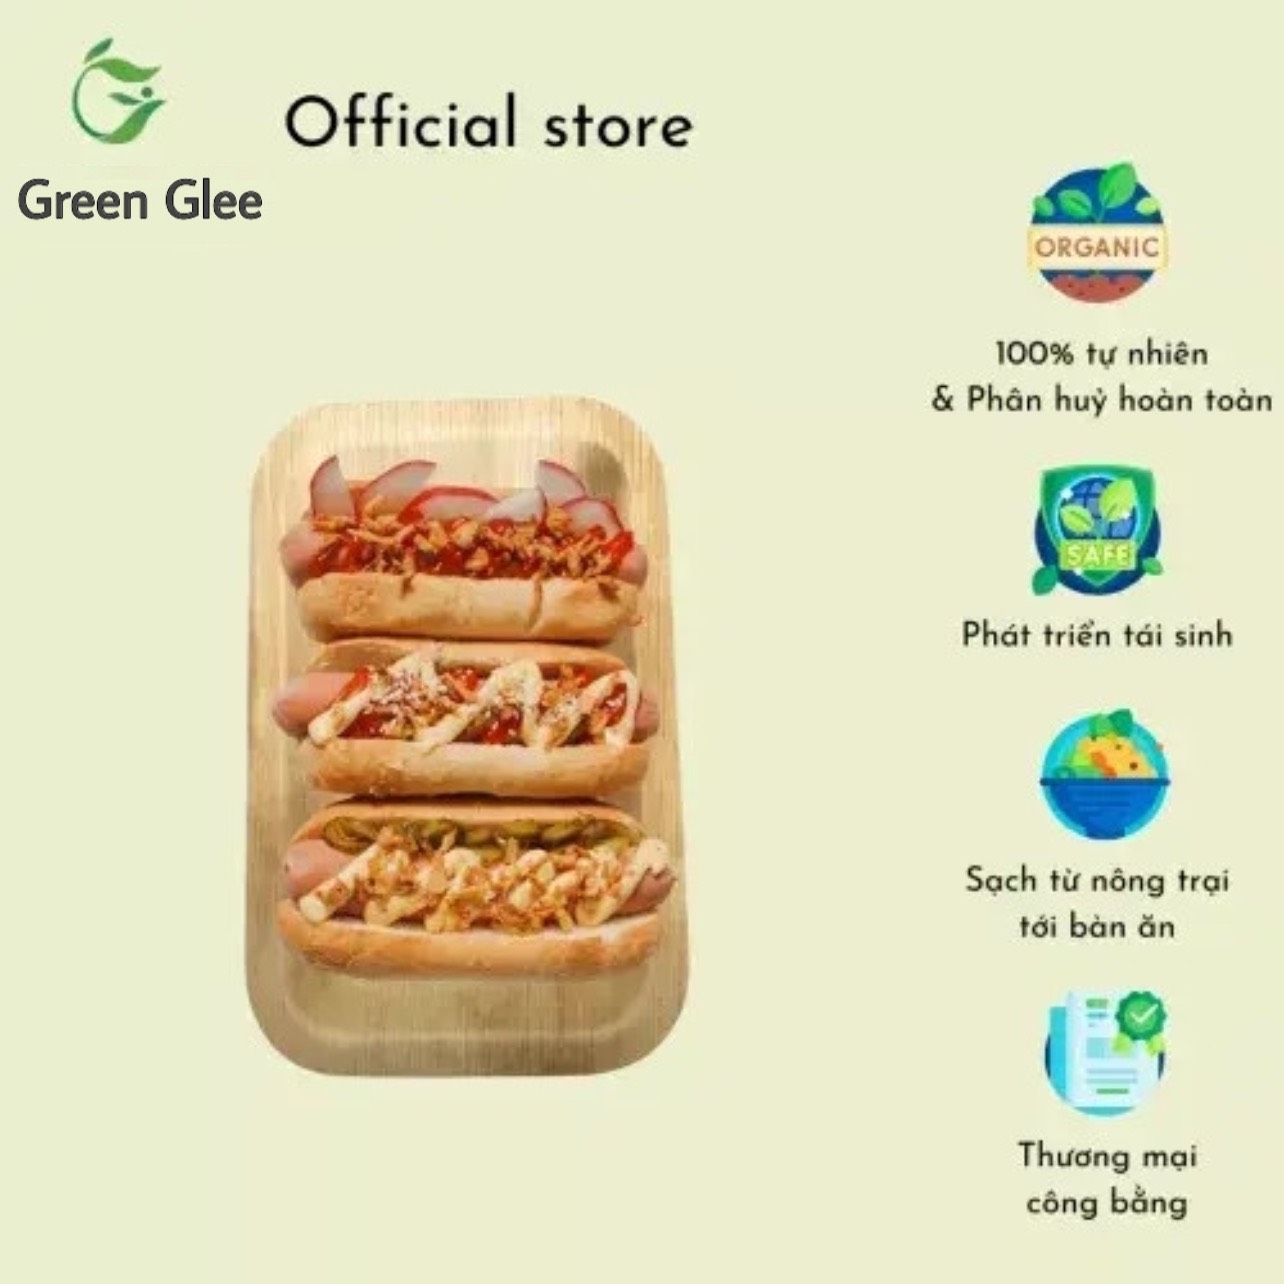 Official store
Green Glee
ORGANIC
100% tự nhiên
& Phân huỷ hoàn toàn
SAFE
Phát triển tái sinh
Sạch từ nông trại
tới bàn ăn
Thương mại
công bằng